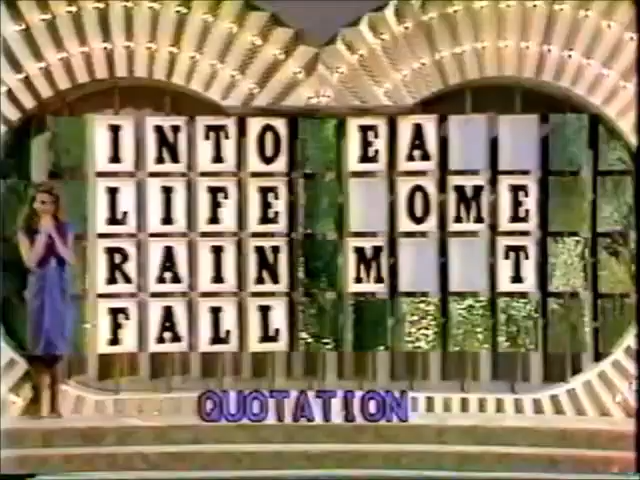 INTO EA
LIFE OME
RAIN M T
FALL
QUOTATION